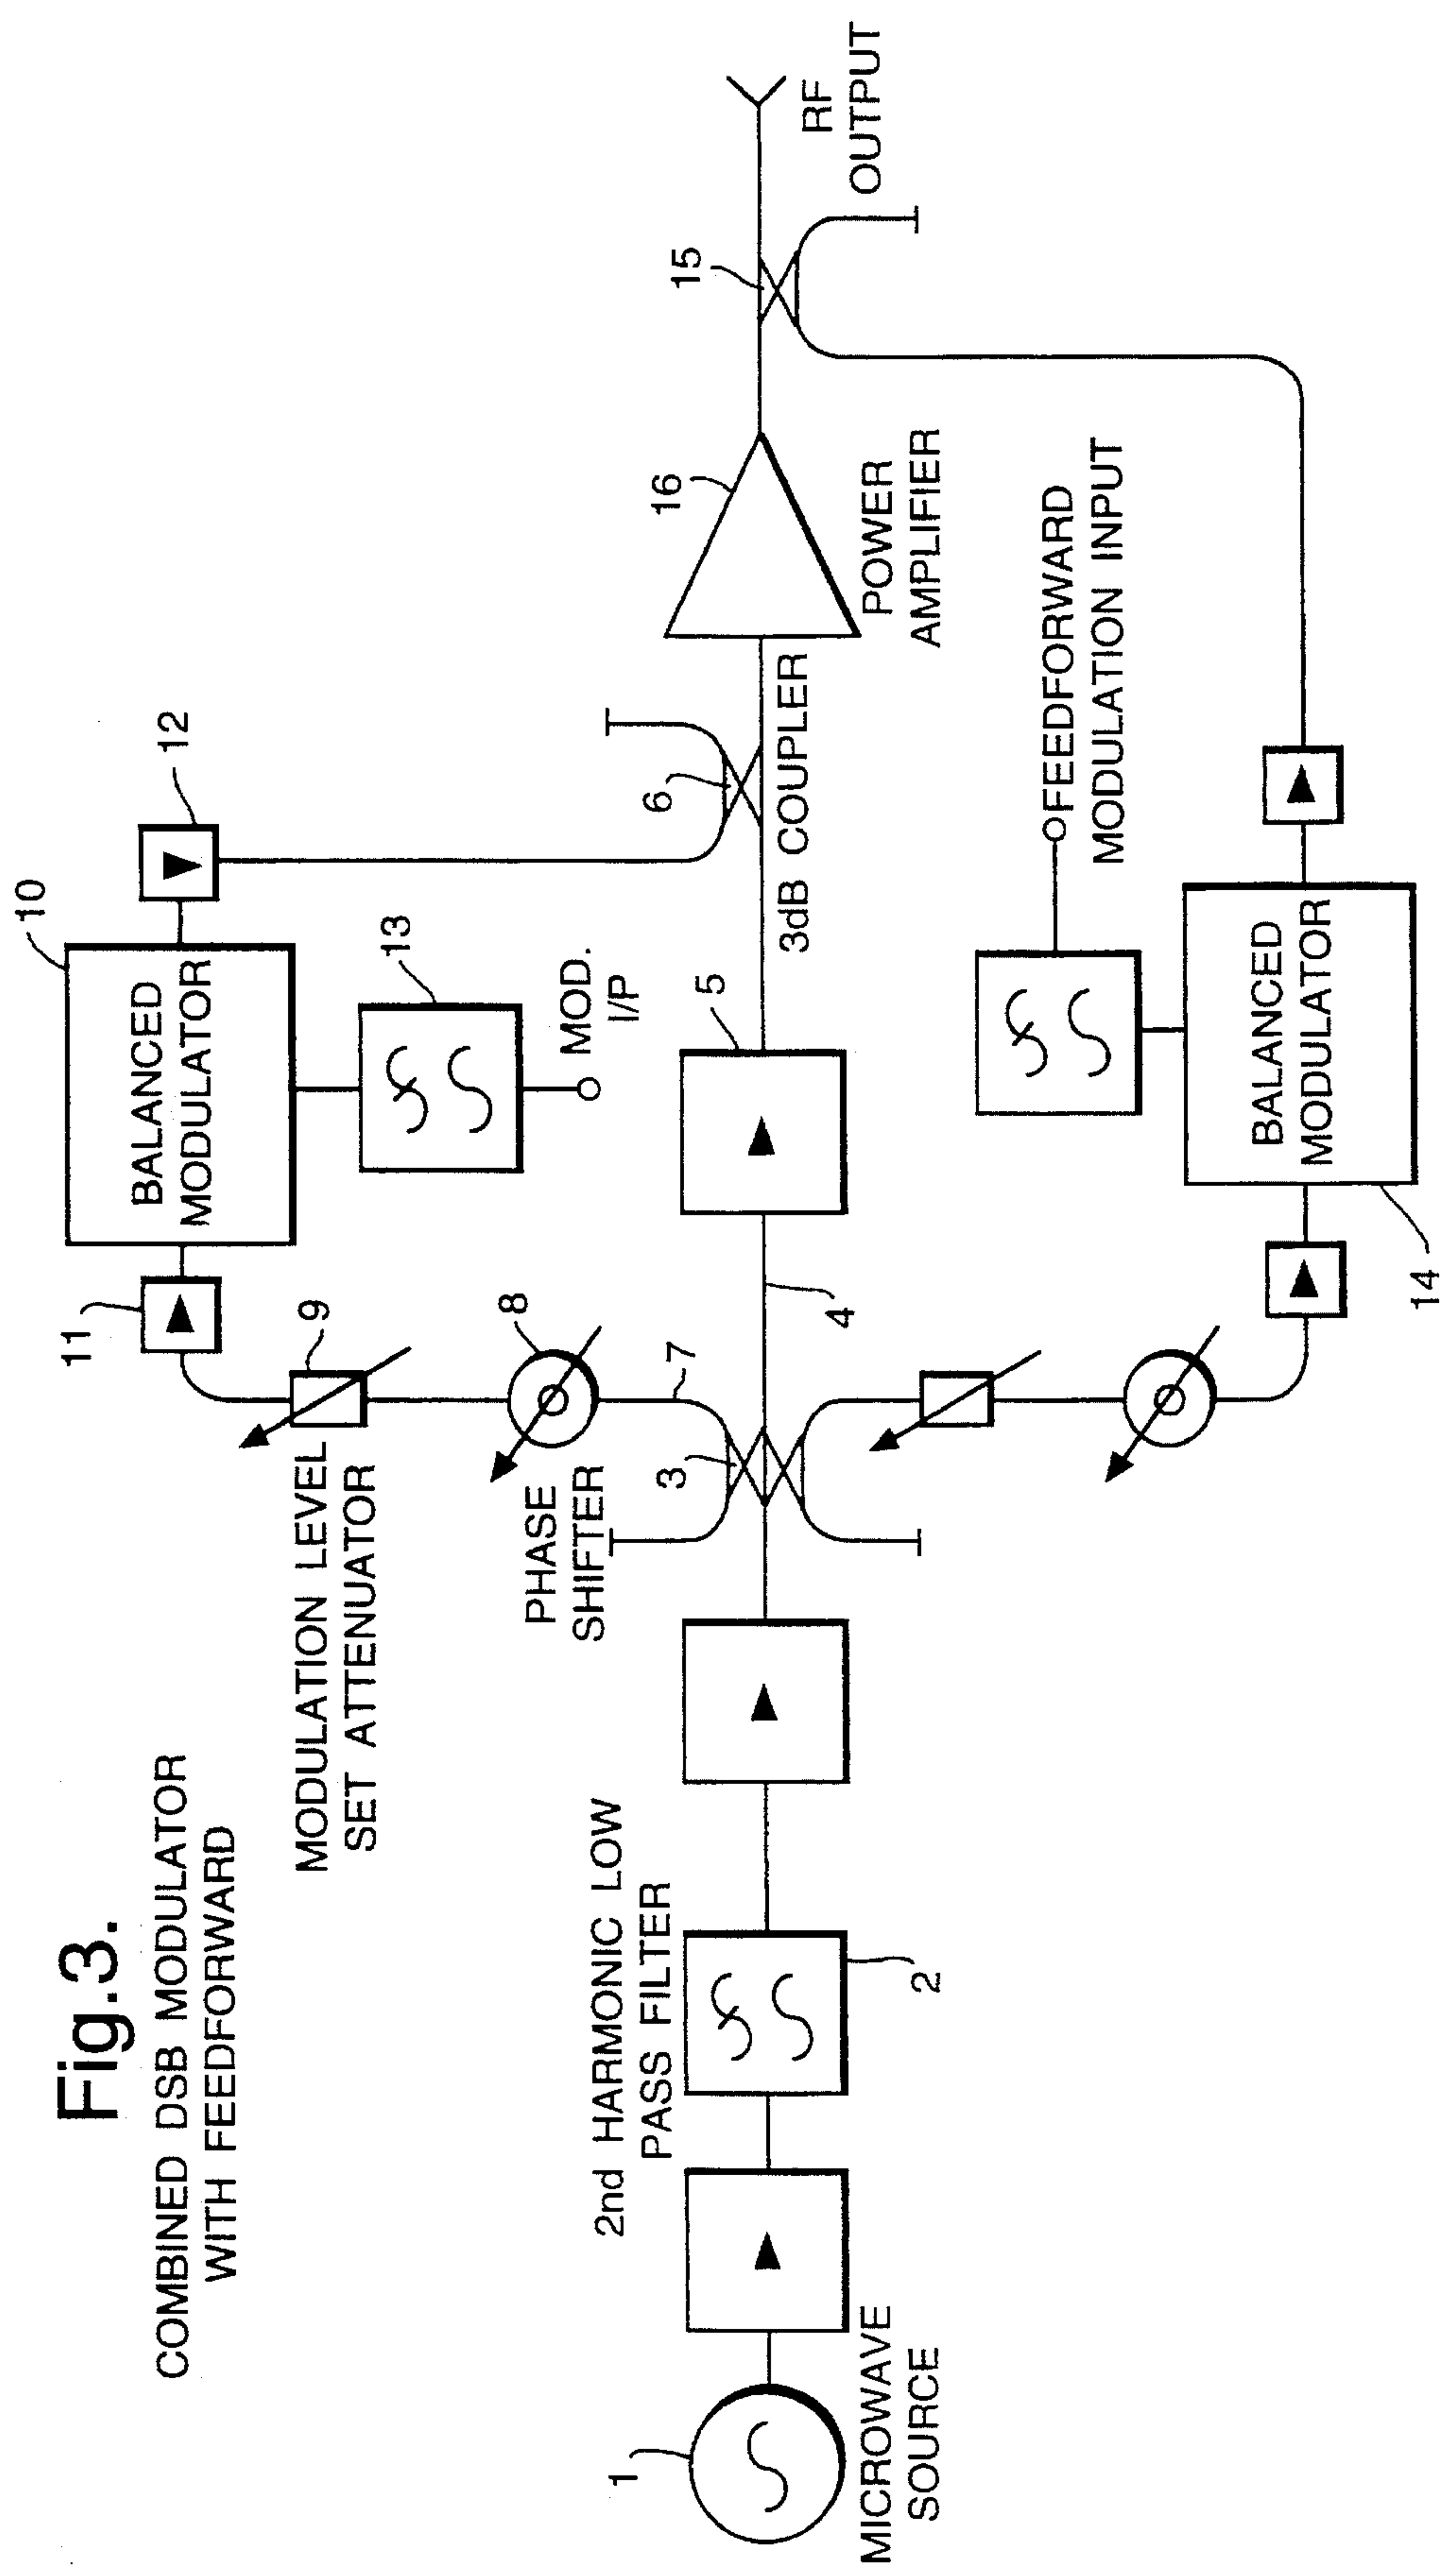 Fig.3.
COMBINED DSB MODULATOR
WITH FEEDFORWARD
MODULATION LEVEL
SET ATTENUATOR
9
11
10
BALANCED
MODULATOR
12
13
MOD.
I/P
PHASE
SHIFTER
8
7
3
4
5
6
3dB COUPLER
1
MICROWAVE
SOURCE
2nd HARMONIC LOW
PASS FILTER
2
16
POWER
AMPLIFIER
15
RF
OUTPUT
FEEDFORWARD
MODULATION INPUT
BALANCED
MODULATOR
14